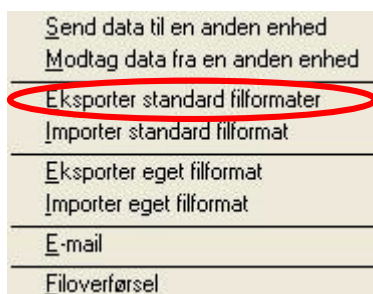 Send data til en anden enhed
Modtag data fra en anden enhed
Eksporter standard filformater
Importer standard filformat
Eksporter eget filformat
Importer eget filformat
E-mail
Filoverførsel